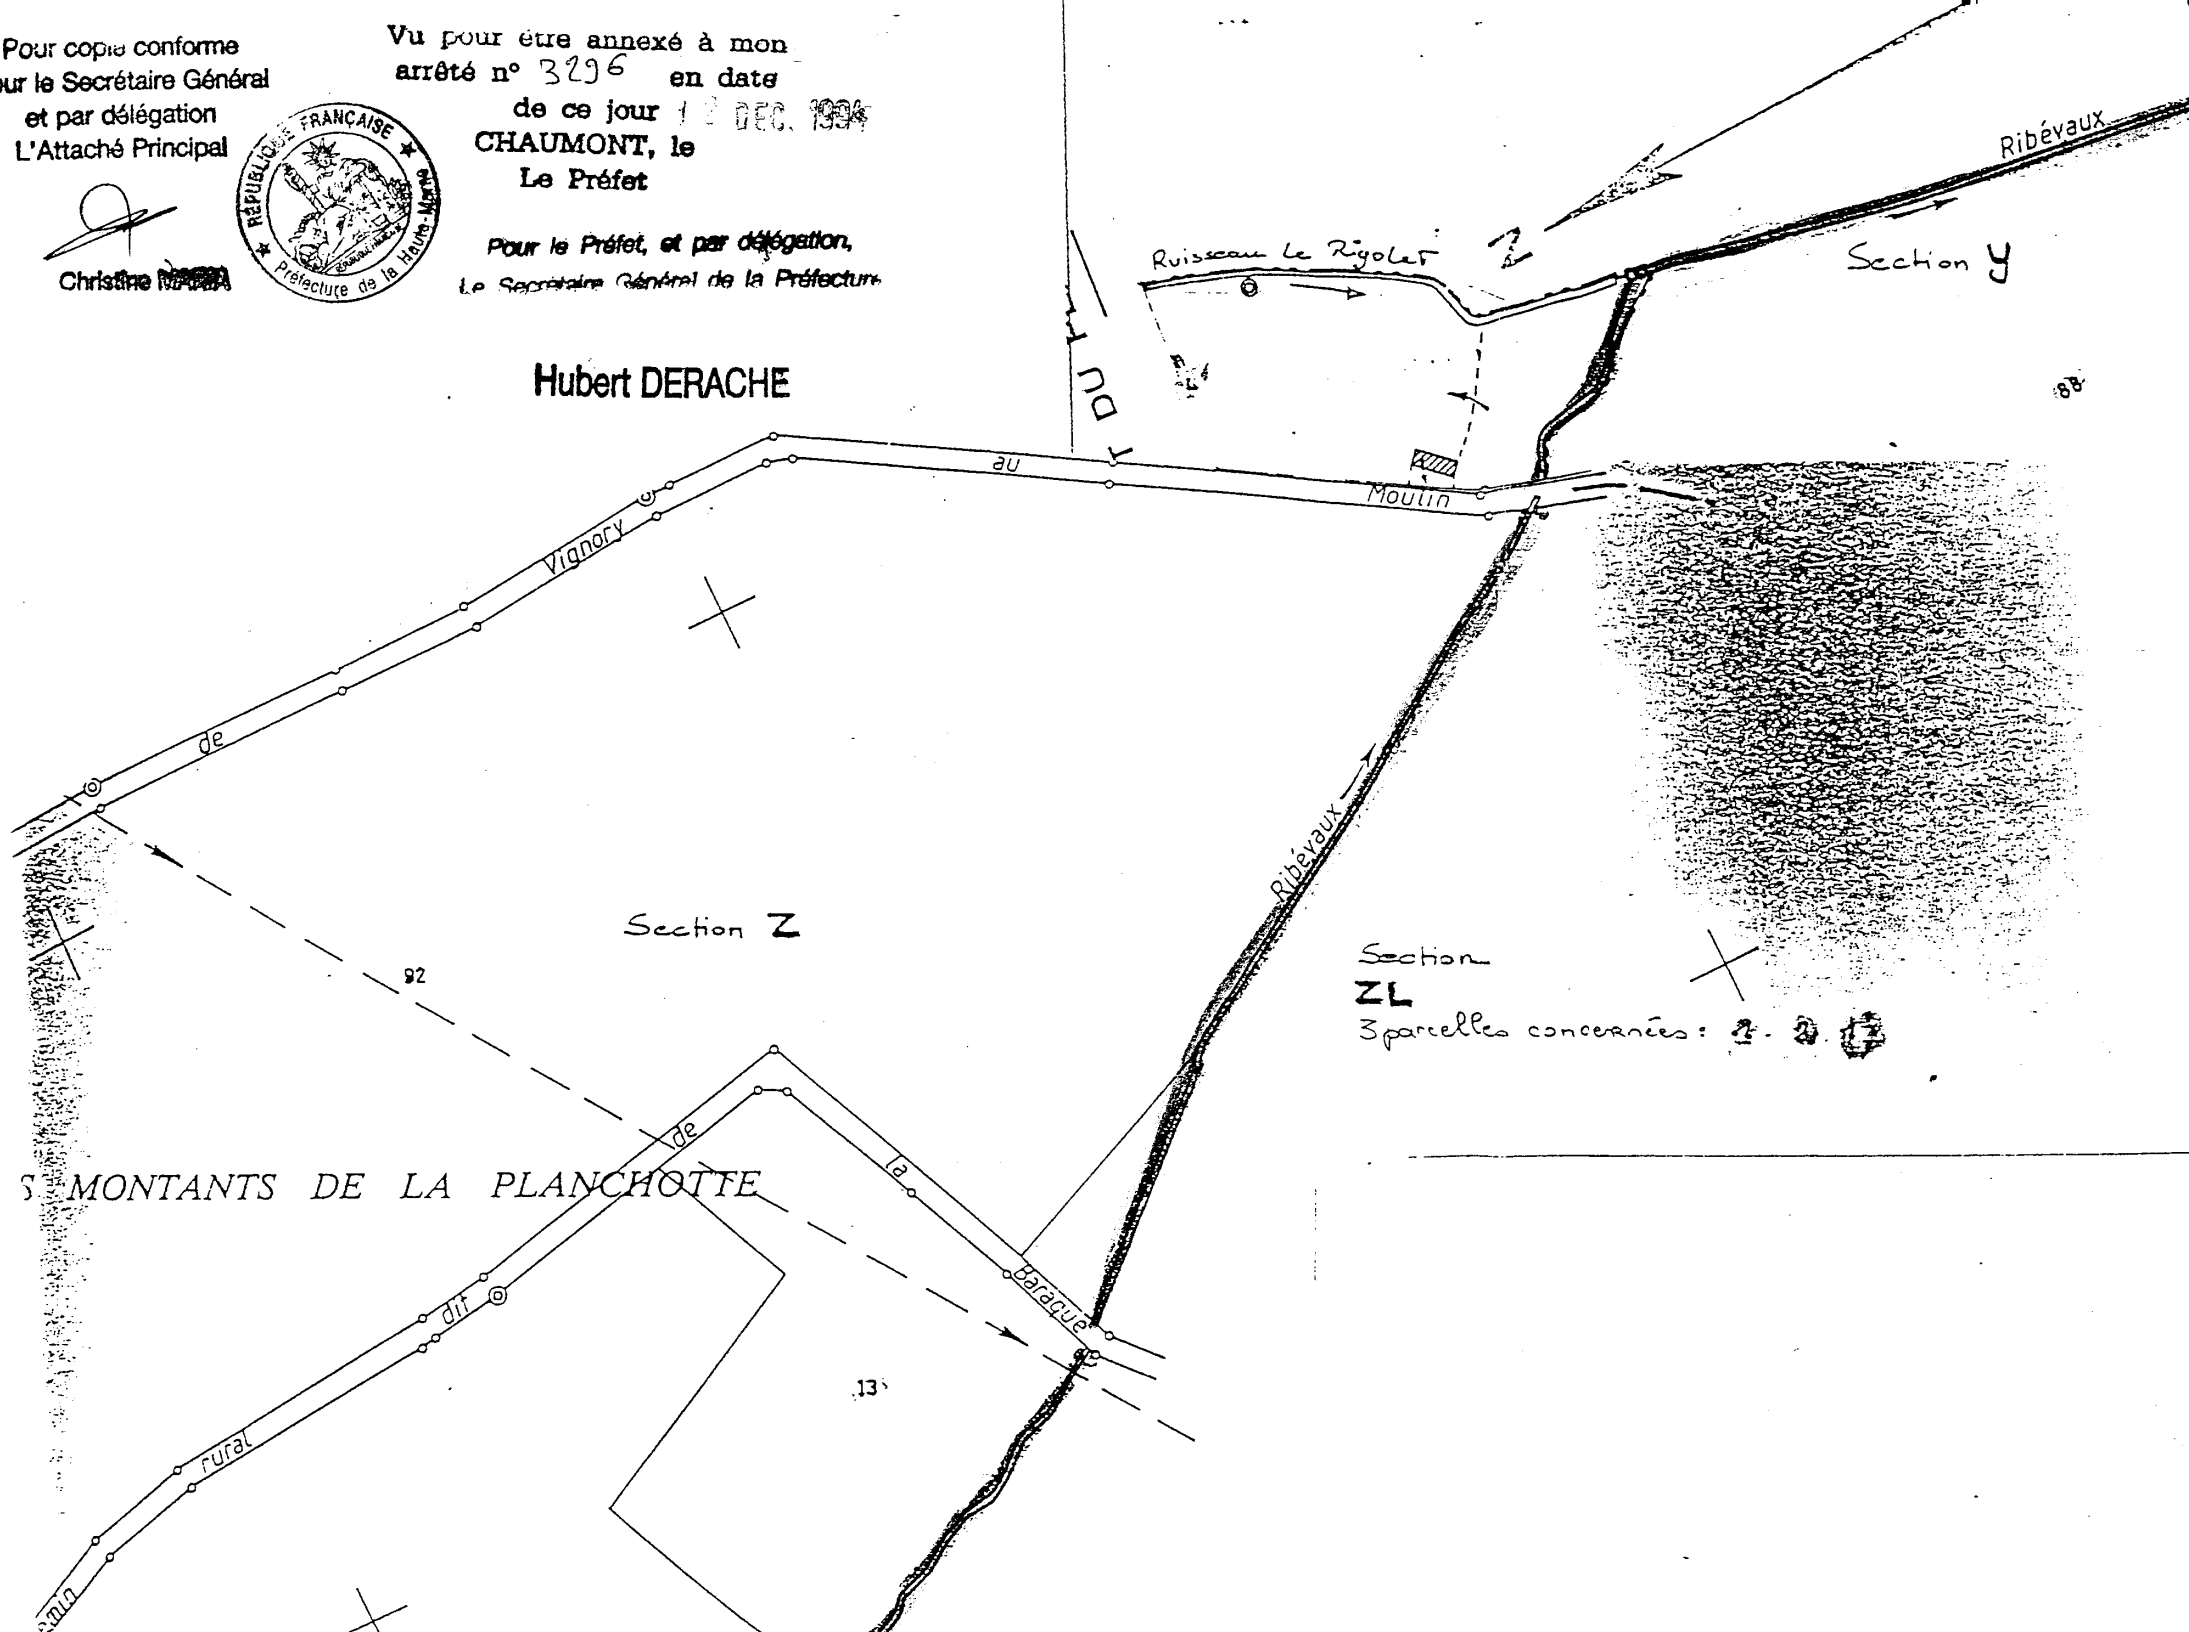 Pour copie conforme
ur le Secrétaire Général
et par délégation
L'Attaché Principal
Christine
RÉPUBLIQUE FRANÇAISE
Préfecture de la Haute-Marne
Vu pour être annexé à mon
arrêté n° 3296 en date
de ce jour DEC. 1994
CHAUMONT, le
Le Préfet
Pour le Préfet, et par délégation,
Le Secrétaire Général de la Préfecture
Hubert DERACHE
Ruisseau Le Rigolet
Ribévaux
Section Y
88
DU
de Vignory au Moulin
Ribévaux
Section Z
92
Section
ZL
3 parcelles concernées :
MONTANTS DE LA PLANCHOTTE
rural dit de la Baraque
13